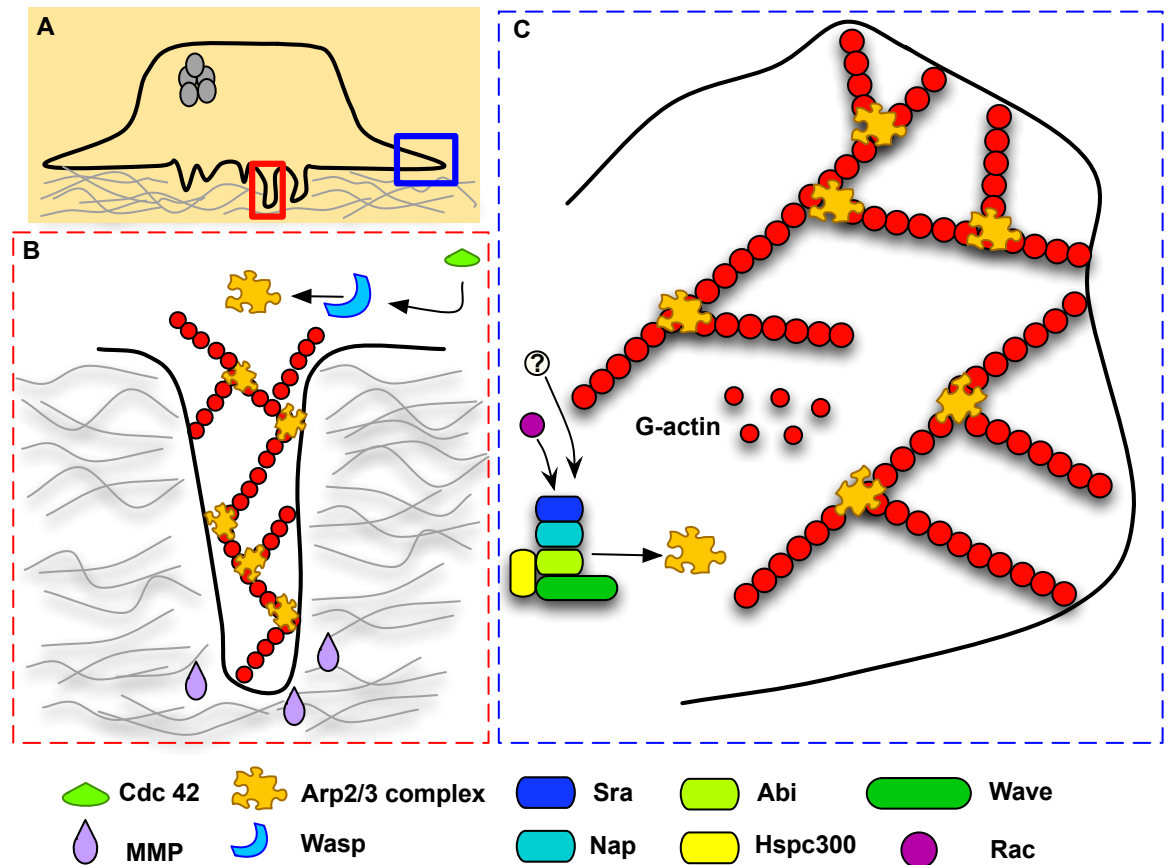 A
B
C
?
G-actin
Cdc 42
Arp2/3 complex
Sra
Abi
Wave
MMP
Wasp
Nap
Hspc300
Rac